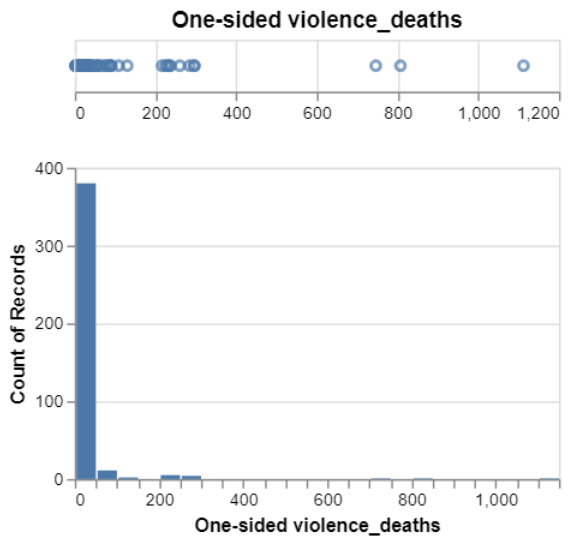 One-sided violence_deaths
0 200 400 600 800 1,000 1,200
400
300
200
100
0
Count of Records
0 200 400 600 800 1,000
One-sided violence_deaths